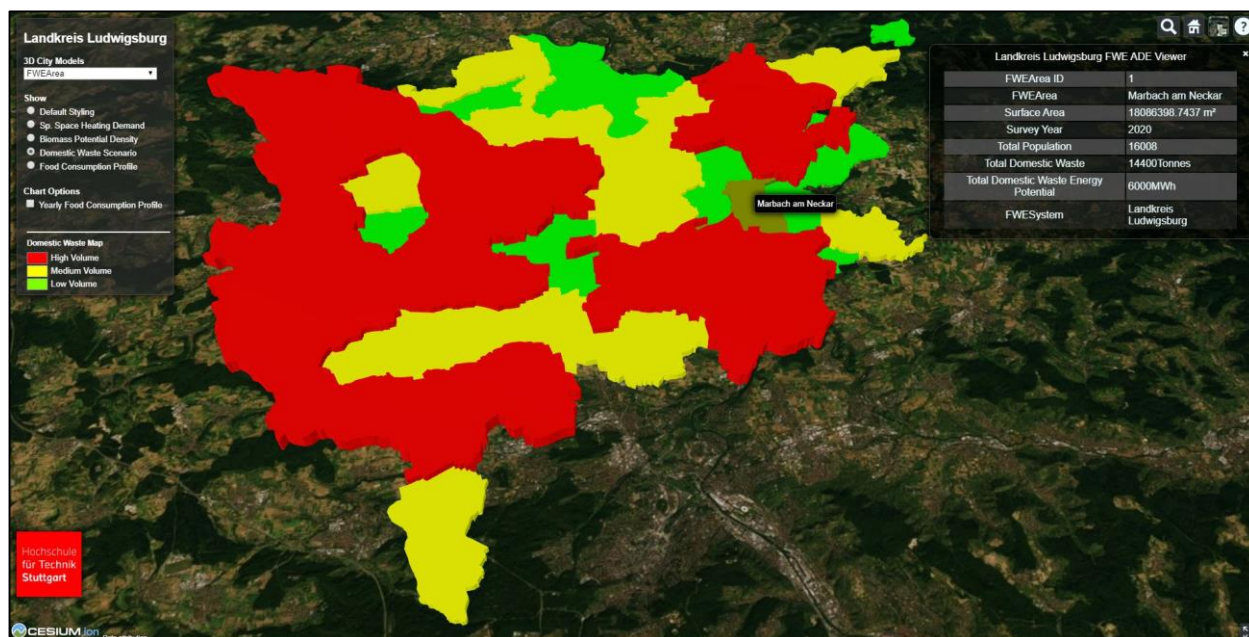 Landkreis Ludwigsburg
3D City Models
FWEArea
Show
Default Styling
Sp. Space Heating Demand
Biomass Potential Density
Domestic Waste Scenario
Food Consumption Profile
Chart Options
Yearly Food Consumption Profile
Domestic Waste Map
High Volume
Medium Volume
Low Volume
Marbach am Neckar
?
Landkreis Ludwigsburg FWE ADE Viewer
×
FWEArea ID 1
FWEArea Marbach am Neckar
Surface Area 18086398.7437 m²
Survey Year 2020
Total Population 16008
Total Domestic Waste 14400Tonnes
Total Domestic Waste Energy
Potential 6000MWh
FWESystem Landkreis
Ludwigsburg
Hochschule
für Technik
Stuttgart
CESIUM ion